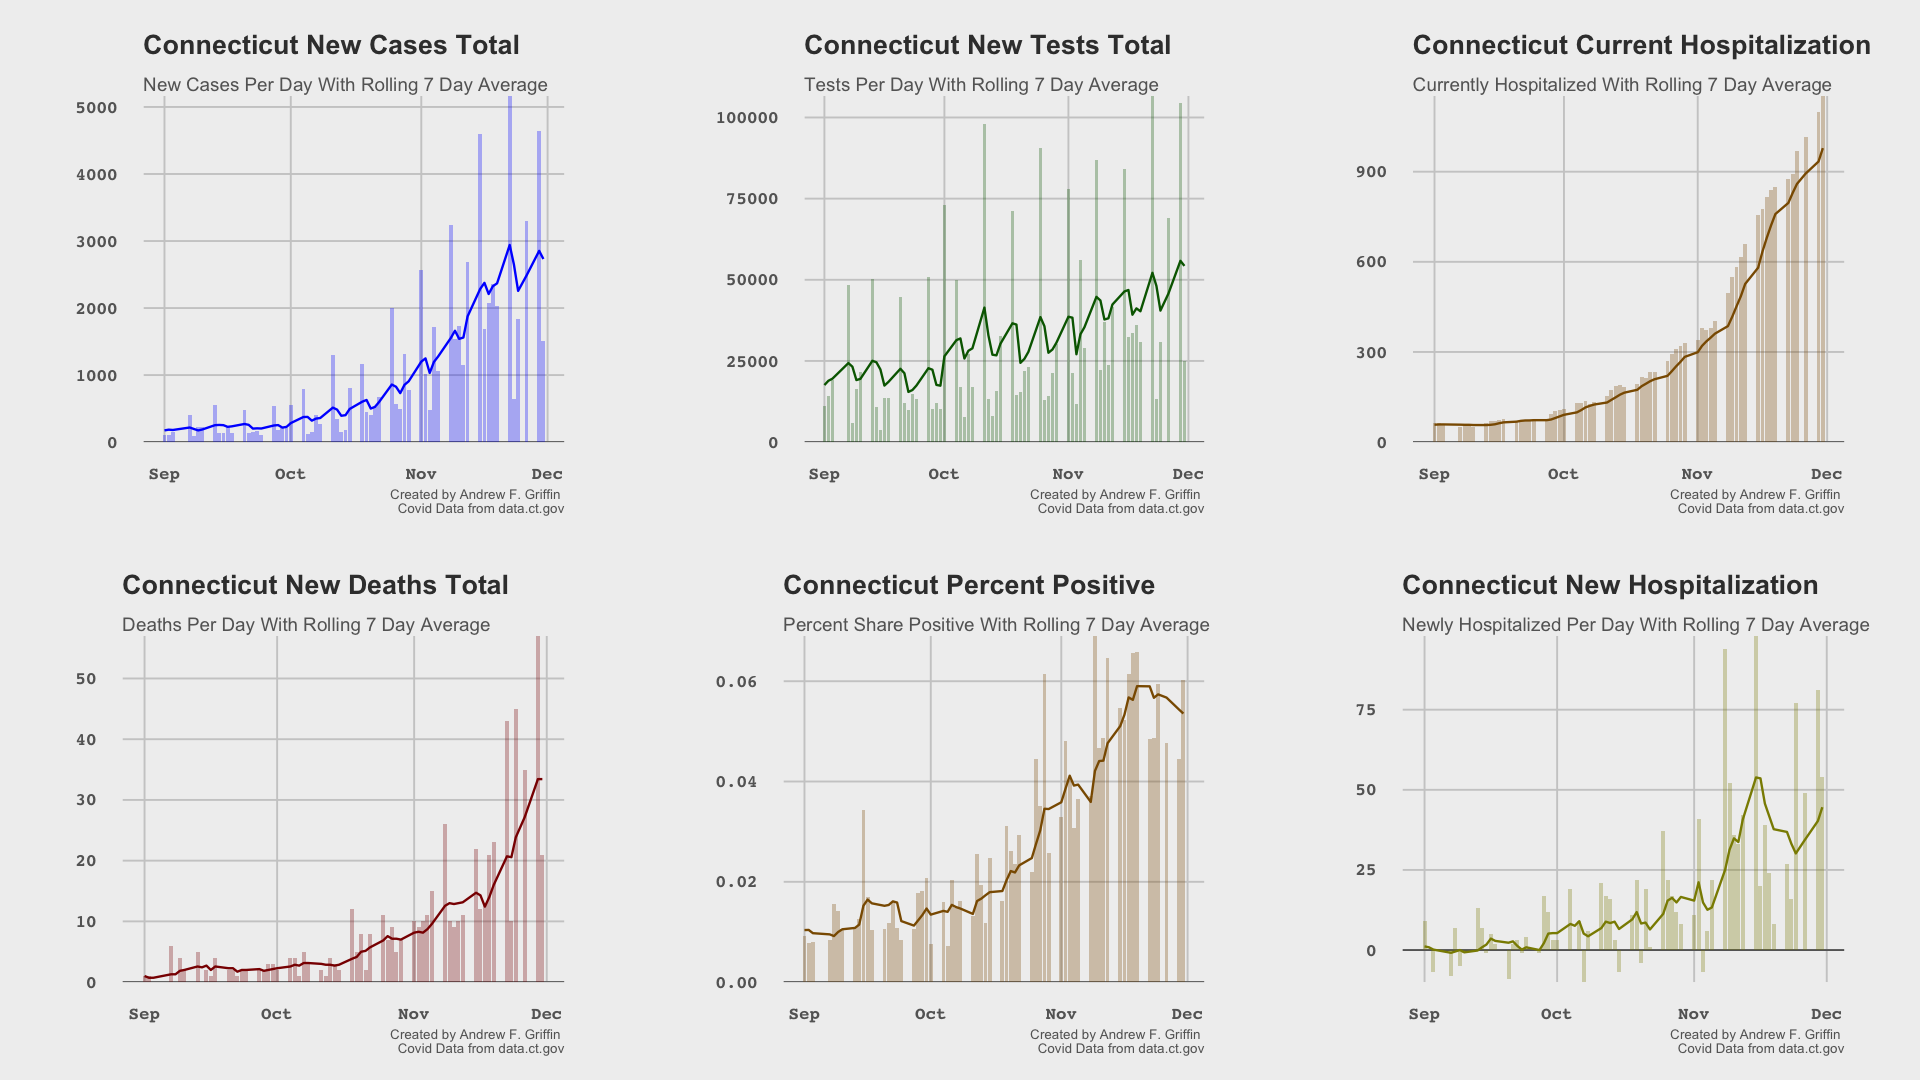 Connecticut New Cases Total
New Cases Per Day With Rolling 7 Day Average
5000
4000
3000
2000
1000
0
Sep Oct Nov Dec
Created by Andrew F. Griffin
Covid Data from data.ct.gov
Connecticut New Tests Total
Tests Per Day With Rolling 7 Day Average
100000
75000
50000
25000
0
Sep Oct Nov Dec
Created by Andrew F. Griffin
Covid Data from data.ct.gov
Connecticut Current Hospitalization
Currently Hospitalized With Rolling 7 Day Average
900
600
300
0
Sep Oct Nov Dec
Created by Andrew F. Griffin
Covid Data from data.ct.gov
Connecticut New Deaths Total
Deaths Per Day With Rolling 7 Day Average
50
40
30
20
10
0
Sep Oct Nov Dec
Created by Andrew F. Griffin
Covid Data from data.ct.gov
Connecticut Percent Positive
Percent Share Positive With Rolling 7 Day Average
0.06
0.04
0.02
0.00
Sep Oct Nov Dec
Created by Andrew F. Griffin
Covid Data from data.ct.gov
Connecticut New Hospitalization
Newly Hospitalized Per Day With Rolling 7 Day Average
75
50
25
0
Sep Oct Nov Dec
Created by Andrew F. Griffin
Covid Data from data.ct.gov